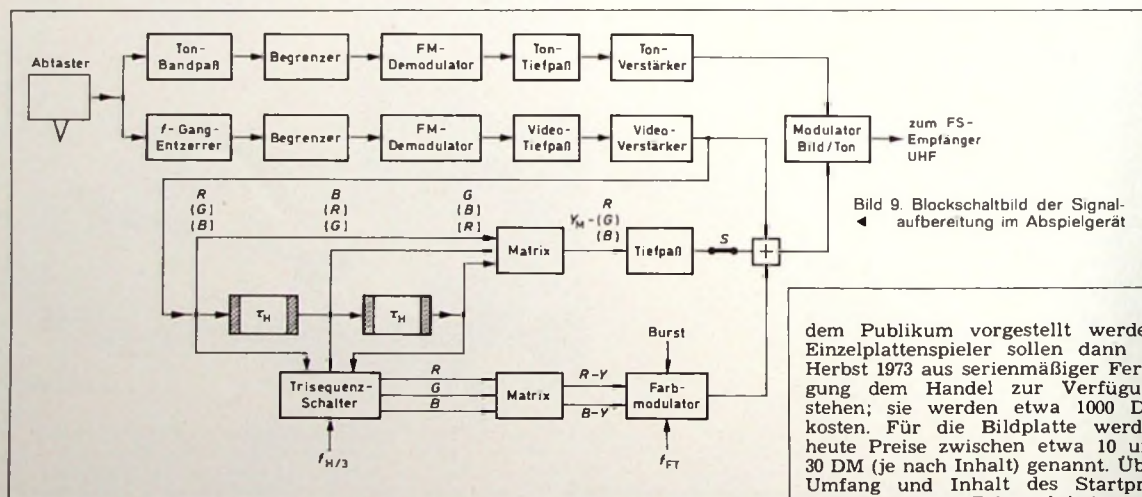 Abtaster
Ton-
Bandpaß
Begrenzer
FM-
Demodulator
Ton-
Tiefpaß
Ton-
Verstärker
f-Gang-
Entzerrer
Begrenzer
FM-
Demodulator
Video-
Tiefpaß
Video-
Verstärker
Modulator
Bild/Ton
zum FS-
Empfänger
UHF
Bild 9. Blockschaltbild der Signal-
◄ aufbereitung im Abspielgerät
R
(G)
(B)
B
(R)
(G)
G
(B)
(R)
Matrix
R
Y_M-(G)
(B)
Tiefpaß
S
+
τ_H
τ_H
Trisequenz-
Schalter
f_H/3
R
G
B
Matrix
R-Y
B-Y
Burst
Farb-
modulator
f_FT
dem Publikum vorgestellt werde
Einzelplattenspieler sollen dann
Herbst 1973 aus serienmäßiger Fer
gung dem Handel zur Verfügu
stehen; sie werden etwa 1000 D
kosten. Für die Bildplatte werd
heute Preise zwischen etwa 10 u
30 DM (je nach Inhalt) genannt. Üb
Umfang und Inhalt des Startpr